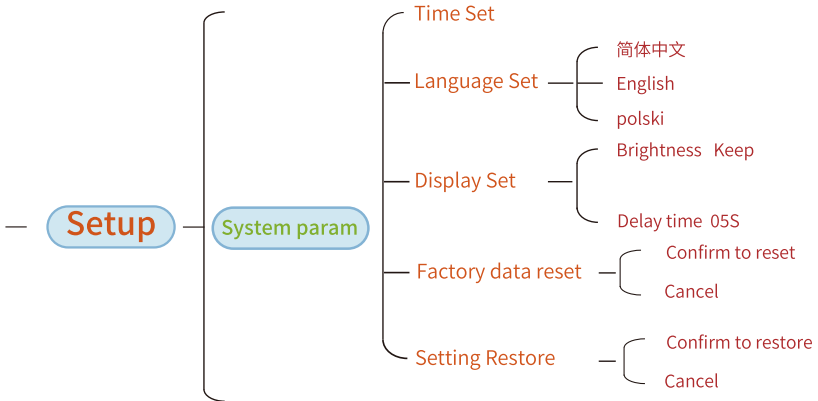 Setup
System param
Time Set
Language Set
简体中文
English
polski
Display Set
Brightness Keep
Delay time 05S
Factory data reset
Confirm to reset
Cancel
Setting Restore
Confirm to restore
Cancel